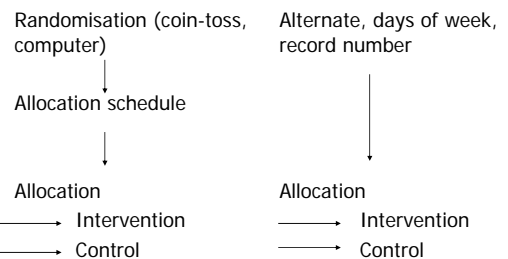 Randomisation (coin-toss,
computer)
Allocation schedule
Allocation
Intervention
Control
Alternate, days of week,
record number
Allocation
Intervention
Control